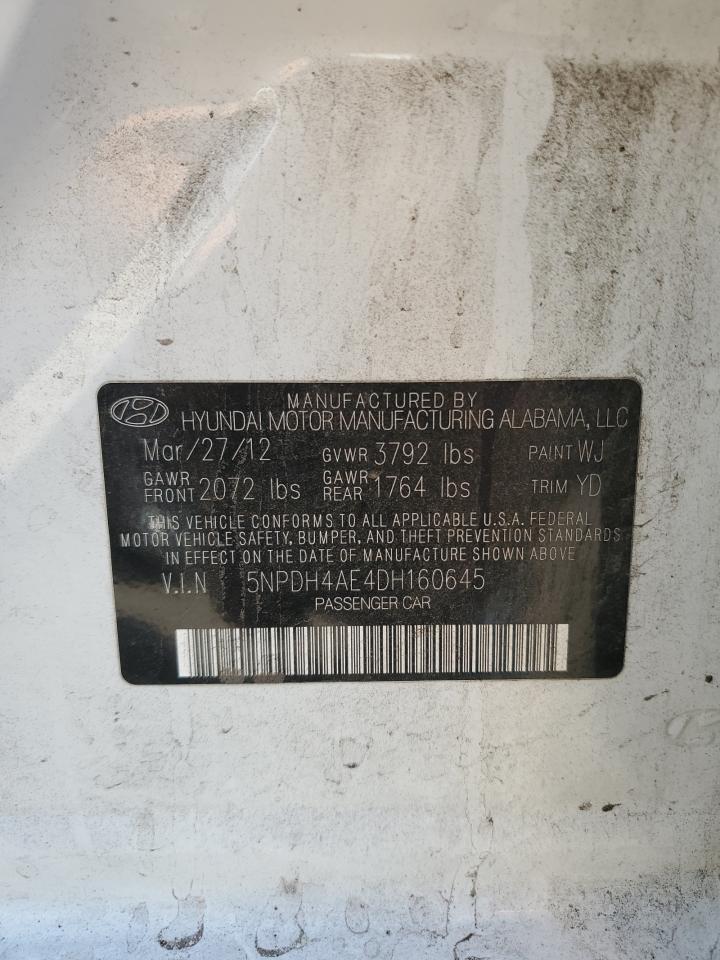 MANUFACTURED BY
HYUNDAI MOTOR MANUFACTURING ALABAMA, LLC
Mar/27/12 GVWR 3792 lbs PAINT WJ
GAWR FRONT 2072 lbs GAWR REAR 1764 lbs TRIM YD
THIS VEHICLE CONFORMS TO ALL APPLICABLE U.S.A. FEDERAL
MOTOR VEHICLE SAFETY, BUMPER, AND THEFT PREVENTION STANDARDS
IN EFFECT ON THE DATE OF MANUFACTURE SHOWN ABOVE
V.I.N 5NPDH4AE4DH160645
PASSENGER CAR